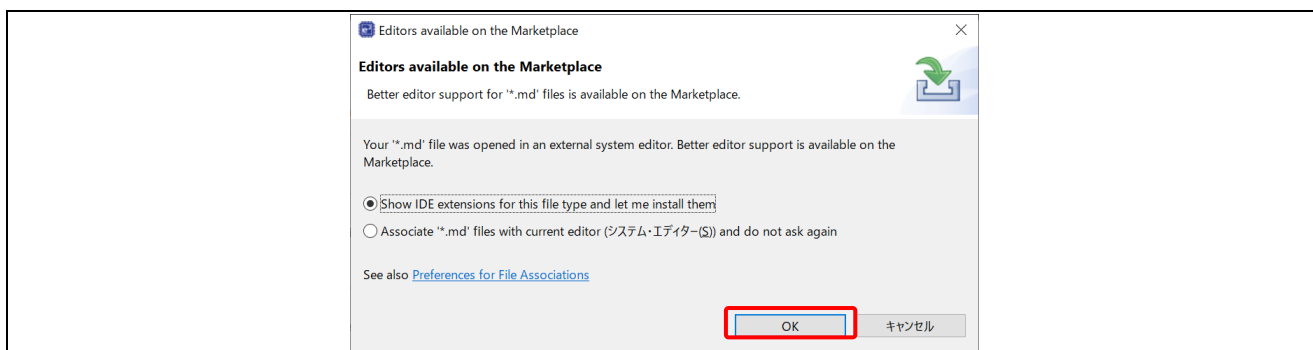 Editors available on the Marketplace
Editors available on the Marketplace
Better editor support for '*.md' files is available on the Marketplace.
Your '*.md' file was opened in an external system editor. Better editor support is available on the
Marketplace.
Show IDE extensions for this file type and let me install them
Associate '*.md' files with current editor (システム・エディター(S)) and do not ask again
See also Preferences for File Associations
OK キャンセル